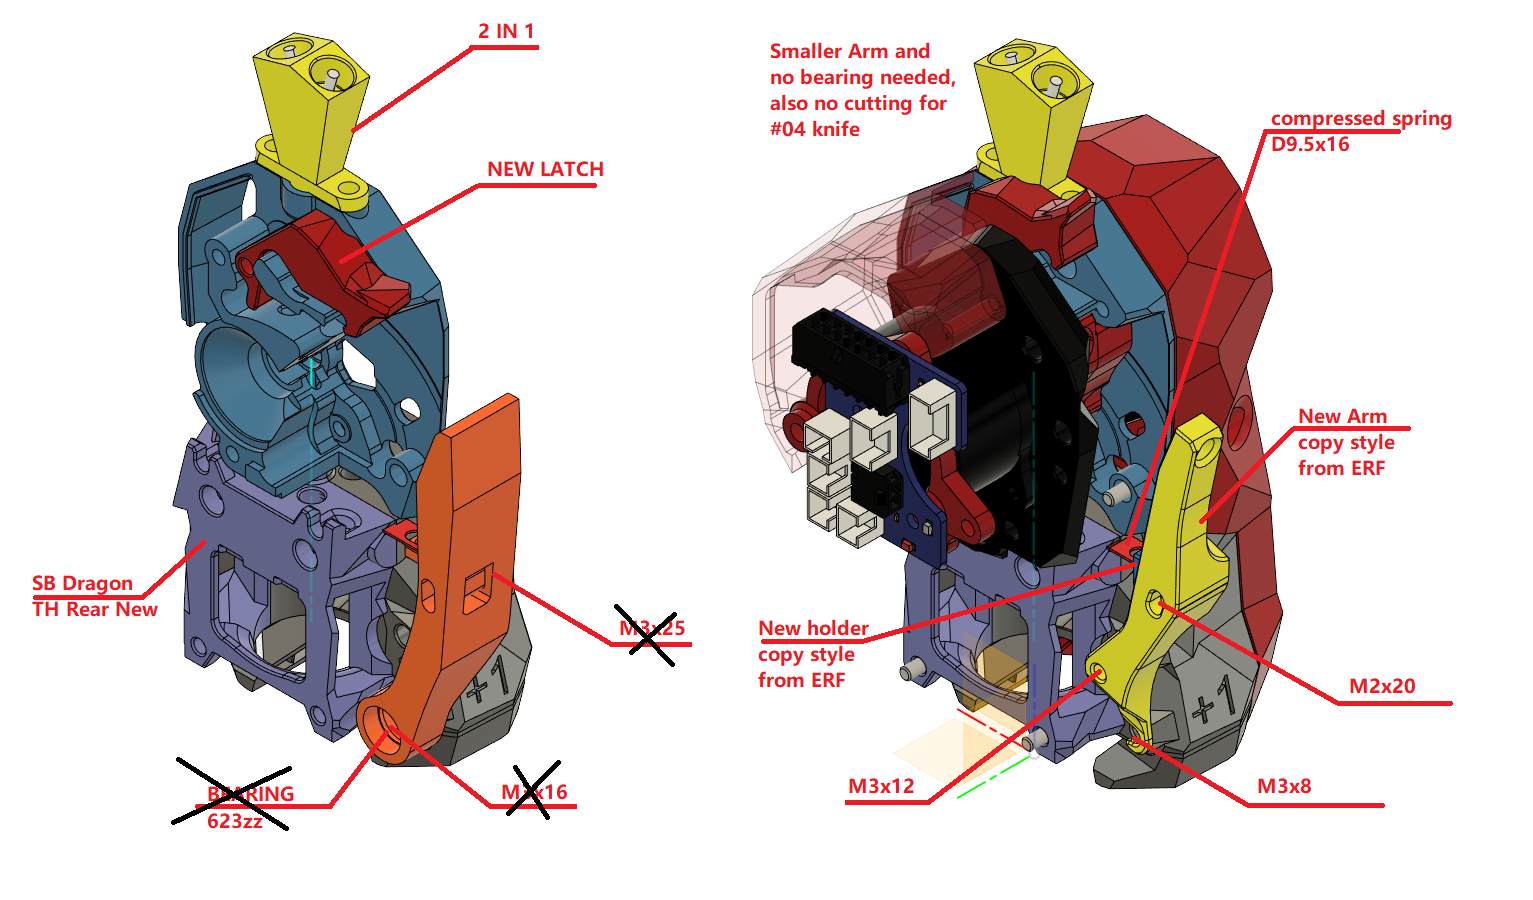 2 IN 1
NEW LATCH
SB Dragon
TH Rear New
M3x25
BEARING
623zz
M3x16
+1
Smaller Arm and
no bearing needed,
also no cutting for
#04 knife
compressed spring
D9.5x16
New Arm
copy style
from ERF
New holder
copy style
from ERF
M2x20
M3x12
M3x8
+1